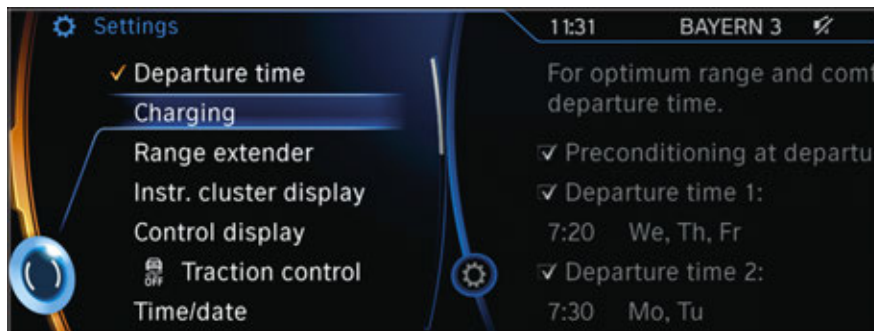 Settings
11:31 BAYERN 3
Departure time
Charging
Range extender
Instr. cluster display
Control display
OFF Traction control
Time/date
For optimum range and comf
departure time.
Preconditioning at departu
Departure time 1:
7:20 We, Th, Fr
Departure time 2:
7:30 Mo, Tu